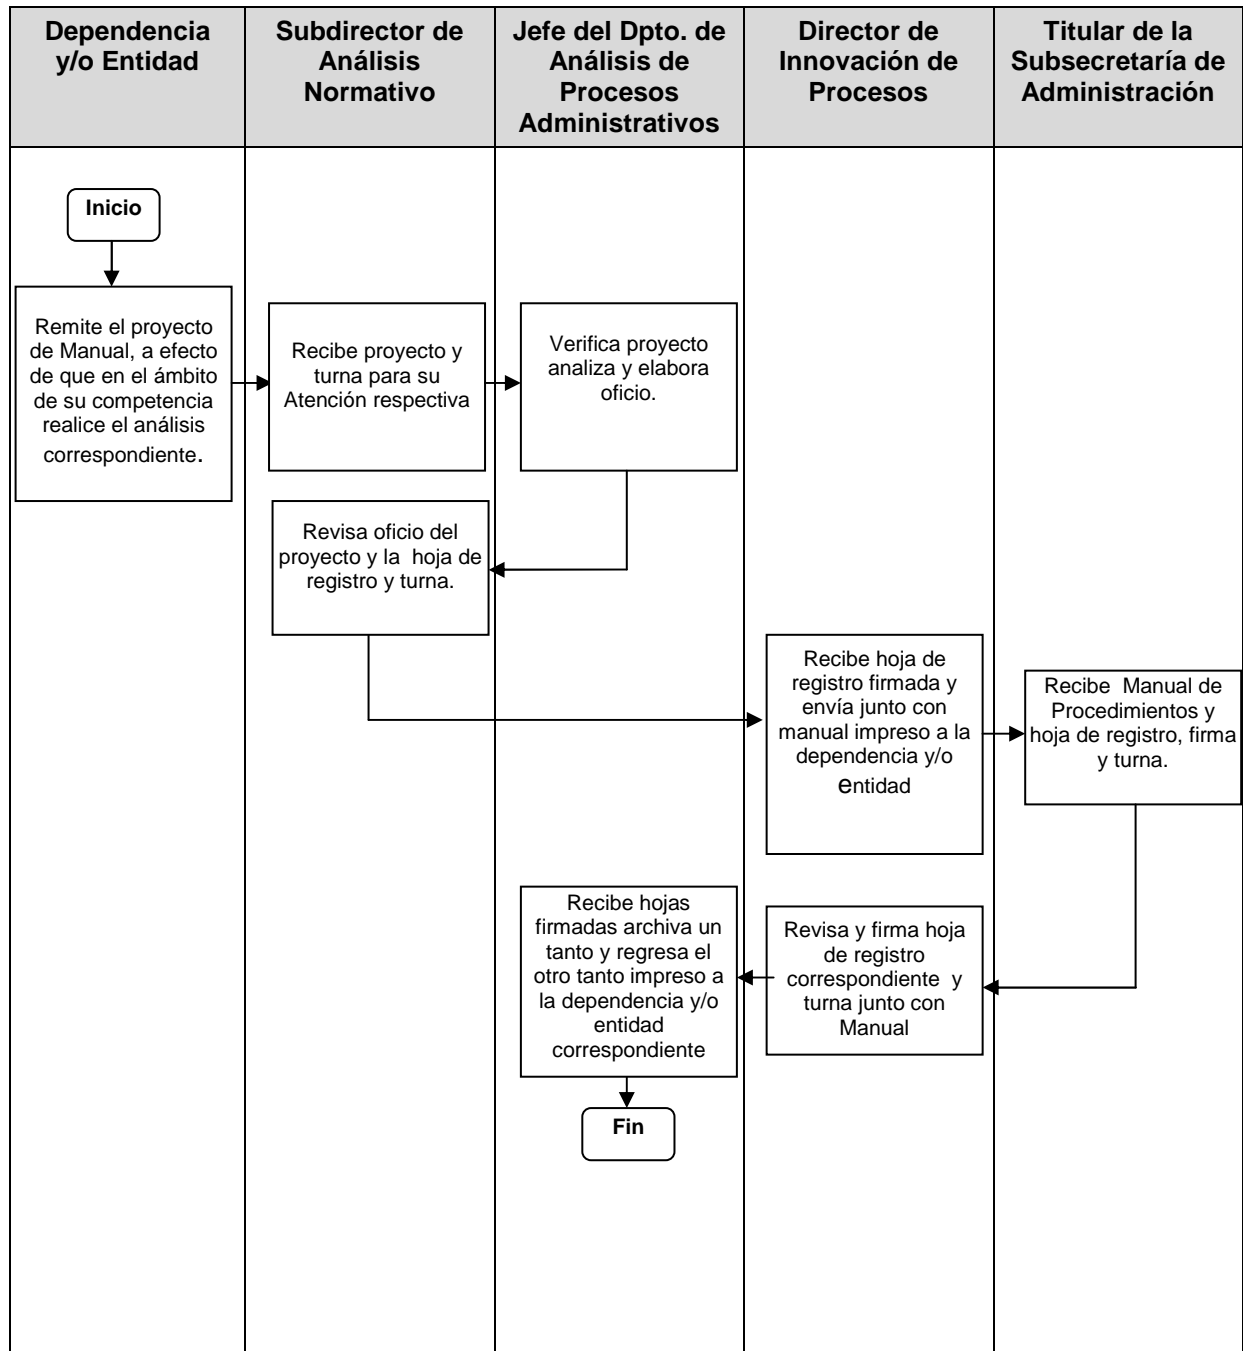 Dependencia
y/o Entidad
Subdirector de
Análisis
Normativo
Jefe del Dpto. de
Análisis de
Procesos
Administrativos
Director de
Innovación de
Procesos
Titular de la
Subsecretaría de
Administración
Inicio
Remite el proyecto
de Manual, a efecto
de que en el ámbito
de su competencia
realice el análisis
correspondiente.
Recibe proyecto y
turna para su
Atención respectiva
Verifica proyecto
analiza y elabora
oficio.
Revisa oficio del
proyecto y la hoja de
registro y turna.
Recibe hoja de
registro firmada y
envía junto con
manual impreso a la
dependencia y/o
entidad
Recibe Manual de
Procedimientos y
hoja de registro, firma
y turna.
Revisa y firma hoja
de registro
correspondiente y
turna junto con
Manual
Recibe hojas
firmadas archiva un
tanto y regresa el
otro tanto impreso a
la dependencia y/o
entidad
correspondiente
Fin